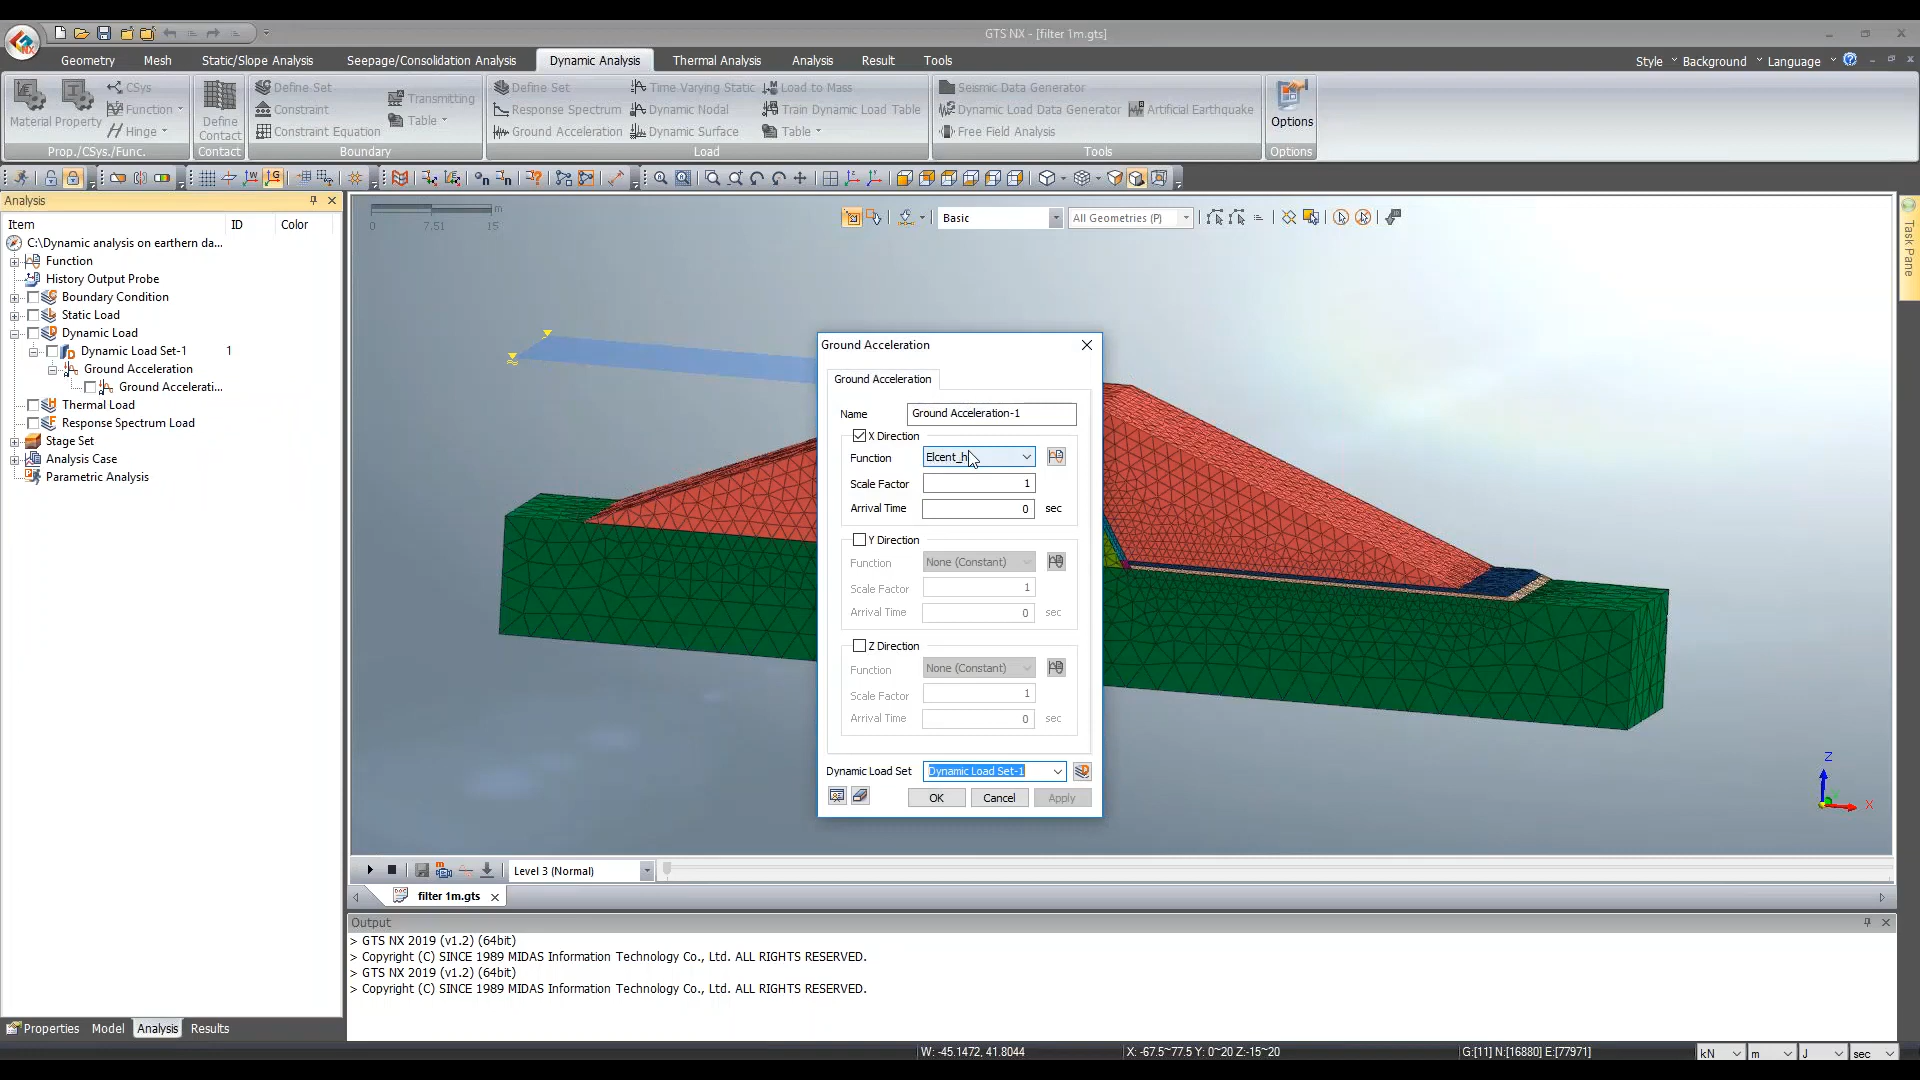 GTS NX - [filter 1m.gts]
Geometry Mesh Static/Slope Analysis Seepage/Consolidation Analysis Dynamic Analysis Thermal Analysis Analysis Result Tools
Style Background Language
Material Property
CSys
Function
Hinge
Prop./CSys./Func.
Define
Contact
Contact
Define Set
Constraint
Constraint Equation
Transmitting
Table
Boundary
Define Set
Response Spectrum
Ground Acceleration
Time Varying Static
Dynamic Nodal
Dynamic Surface
Load to Mass
Train Dynamic Load Table
Table
Load
Seismic Data Generator
Dynamic Load Data Generator
Artificial Earthquake
Free Field Analysis
Tools
Options
Options
Analysis
Item ID Color
C:\Dynamic analysis on earthern da...
Function
History Output Probe
Boundary Condition
Static Load
Dynamic Load
Dynamic Load Set-1 1
Ground Acceleration
Ground Accelerati...
Thermal Load
Response Spectrum Load
Stage Set
Analysis Case
Parametric Analysis
Properties Model Analysis Results
m
0 7.51 15
Basic
All Geometries (P)
Task Pane
Ground Acceleration
Ground Acceleration
Name Ground Acceleration-1
X Direction
Function Elcent_h
Scale Factor 1
Arrival Time 0 sec
Y Direction
Function None (Constant)
Scale Factor 1
Arrival Time 0 sec
Z Direction
Function None (Constant)
Scale Factor 1
Arrival Time 0 sec
Dynamic Load Set Dynamic Load Set-1
OK Cancel Apply
Z
X
Level 3 (Normal)
filter 1m.gts
Output
> GTS NX 2019 (v1.2) (64bit)
> Copyright (C) SINCE 1989 MIDAS Information Technology Co., Ltd. ALL RIGHTS RESERVED.
> GTS NX 2019 (v1.2) (64bit)
> Copyright (C) SINCE 1989 MIDAS Information Technology Co., Ltd. ALL RIGHTS RESERVED.
W: -45.1472, 41.8044 X: -67.5~77.5 Y: 0~20 Z:-15~20 G:[11] N:[16880] E:[77971] kN m J sec